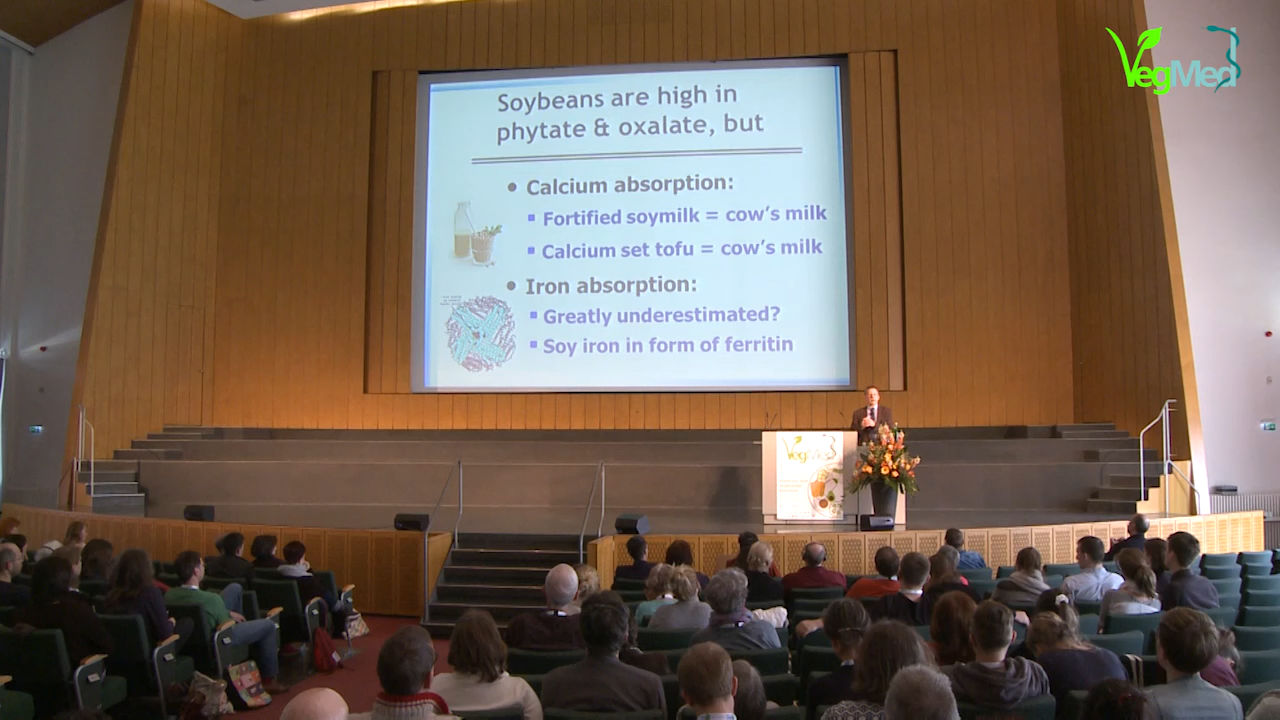 VegMed
Soybeans are high in
phytate & oxalate, but
• Calcium absorption:
▪ Fortified soymilk = cow's milk
▪ Calcium set tofu = cow's milk
• Iron absorption:
▪ Greatly underestimated?
▪ Soy iron in form of ferritin
VegMed